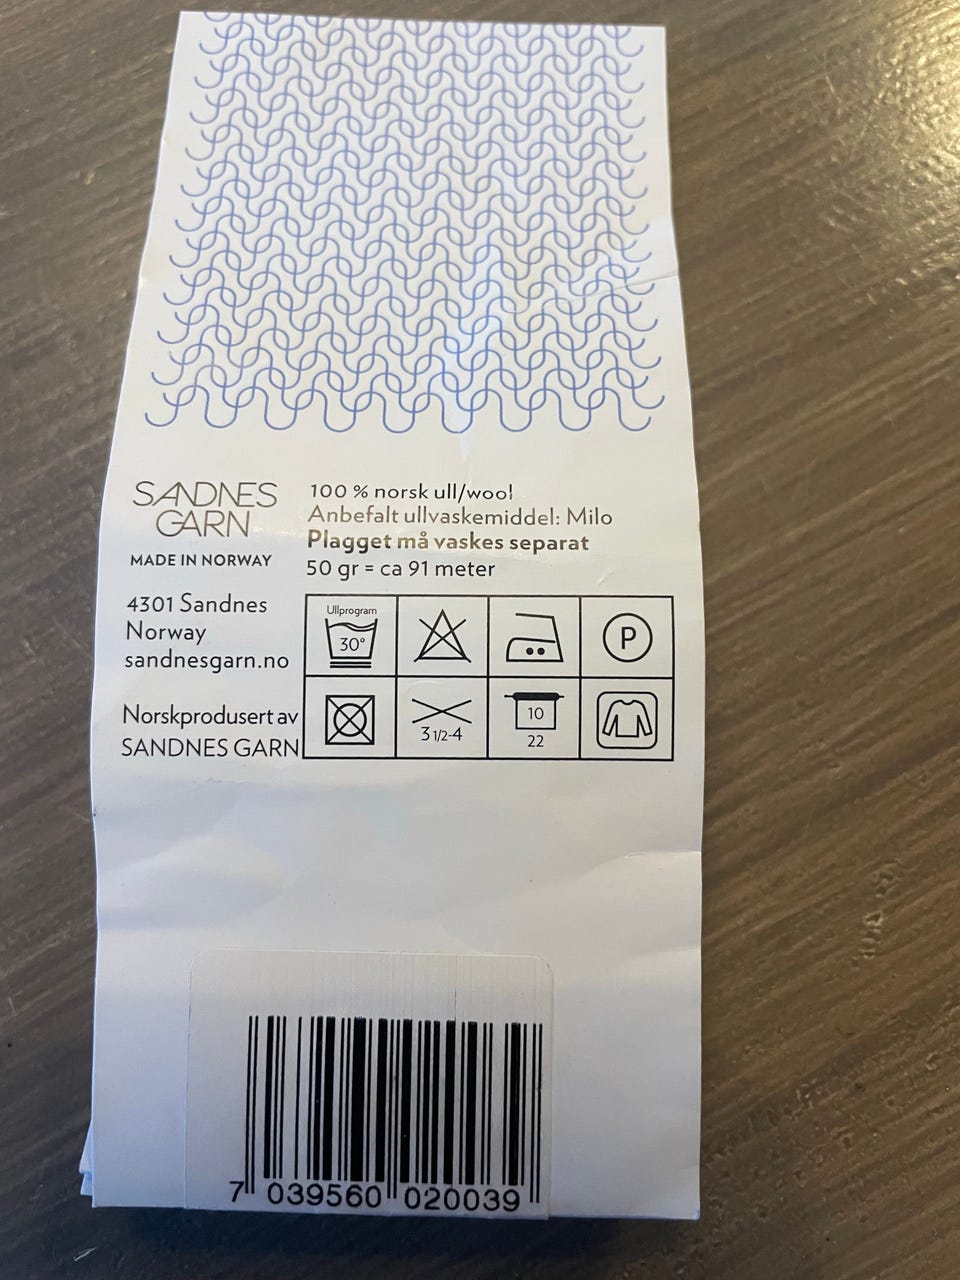 SANDNES
GARN
MADE IN NORWAY
4301 Sandnes
Norway
sandnesgarn.no
Norskprodusert av
SANDNES GARN
100 % norsk ull/wool
Anbefalt ullvaskemiddel: Milo
Plagget må vaskes separat
50 gr = ca 91 meter
Ullprogram
30°
P
3 1/2-4
10
22
7 039560 020039